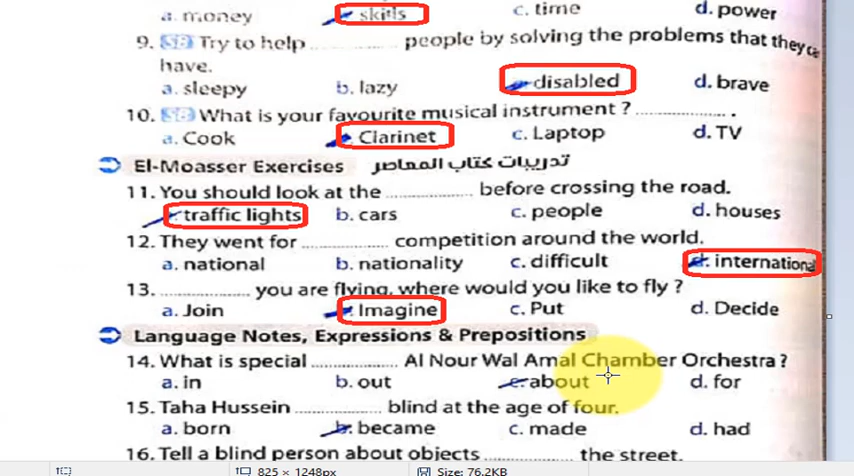 a. money skills c. time d. power
9. SB Try to help ............ people by solving the problems that they
have.
a. sleepy b. lazy disabled d. brave
10. SB What is your favourite musical instrument ? ............ .
a. Cook Clarinet c. Laptop d. TV
El-Moasser Exercises تدريبات كتاب المعاصر
11. You should look at the ............ before crossing the road.
traffic lights b. cars c. people d. houses
12. They went for ............ competition around the world.
a. national b. nationality c. difficult d. international
13. ............ you are flying, where would you like to fly ?
a. Join Imagine c. Put d. Decide
Language Notes, Expressions & Prepositions
14. What is special ............ Al Nour Wal Amal Chamber Orchestra ?
a. in b. out c. about d. for
15. Taha Hussein ............ blind at the age of four.
a. born b. became c. made d. had
16. Tell a blind person about objects ............ the street.
825 × 1248px Size: 76.2KB